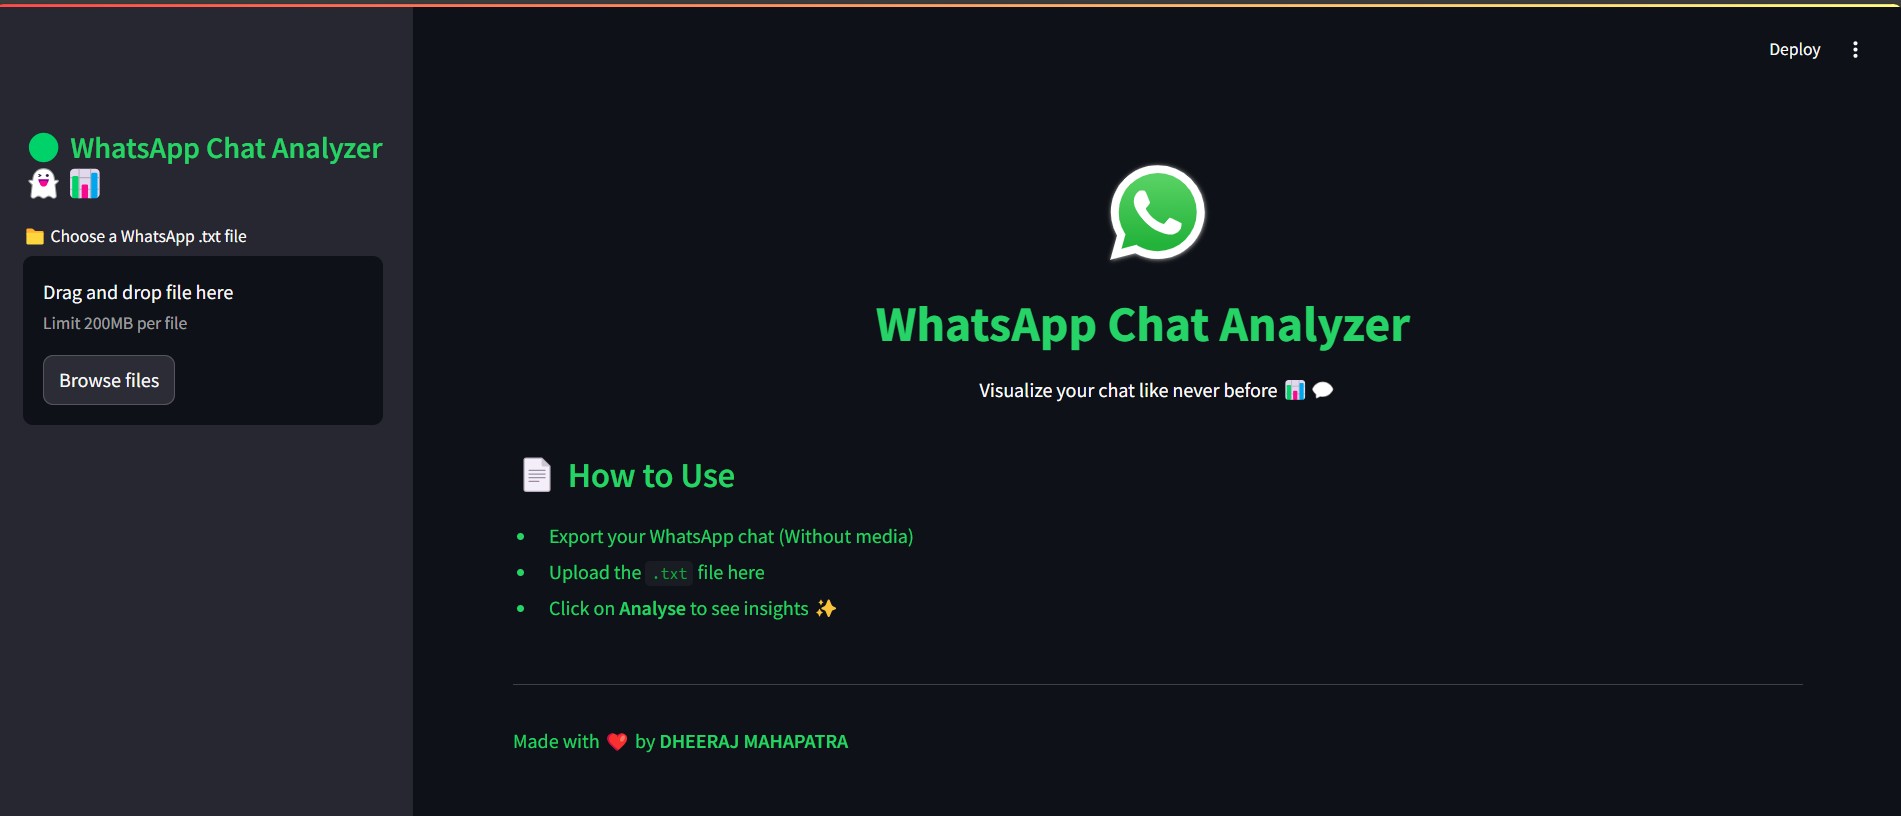 Deploy
WhatsApp Chat Analyzer
Choose a WhatsApp .txt file
Drag and drop file here
Limit 200MB per file
Browse files
WhatsApp Chat Analyzer
Visualize your chat like never before
How to Use
Export your WhatsApp chat (Without media)
Upload the .txt file here
Click on Analyse to see insights
Made with ❤️ by DHEERAJ MAHAPATRA